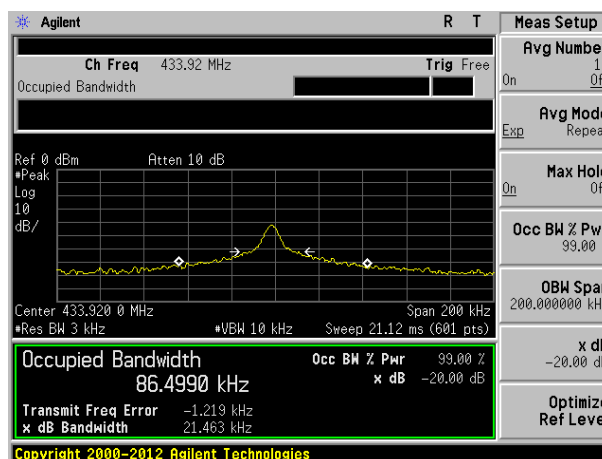 Agilent R T Meas Setup
Avg Numbe
1
On Of
Ch Freq 433.92 MHz Trig Free
Occupied Bandwidth
Avg Mod
Exp Repea
Ref 0 dBm Atten 10 dB
#Peak
Log
10
dB/
Max Hol
On Of
Occ BW % Pw
99.00
OBW Spa
200.000000 kH
Center 433.920 0 MHz Span 200 kHz
#Res BW 3 kHz #VBW 10 kHz Sweep 21.12 ms (601 pts)
Occupied Bandwidth Occ BW % Pwr 99.00 %
86.4990 kHz x dB -20.00 dB
Transmit Freq Error -1.219 kHz
x dB Bandwidth 21.463 kHz
x d
-20.00 d
Optimiz
Ref Leve
Copyright 2000-2012 Agilent Technologies